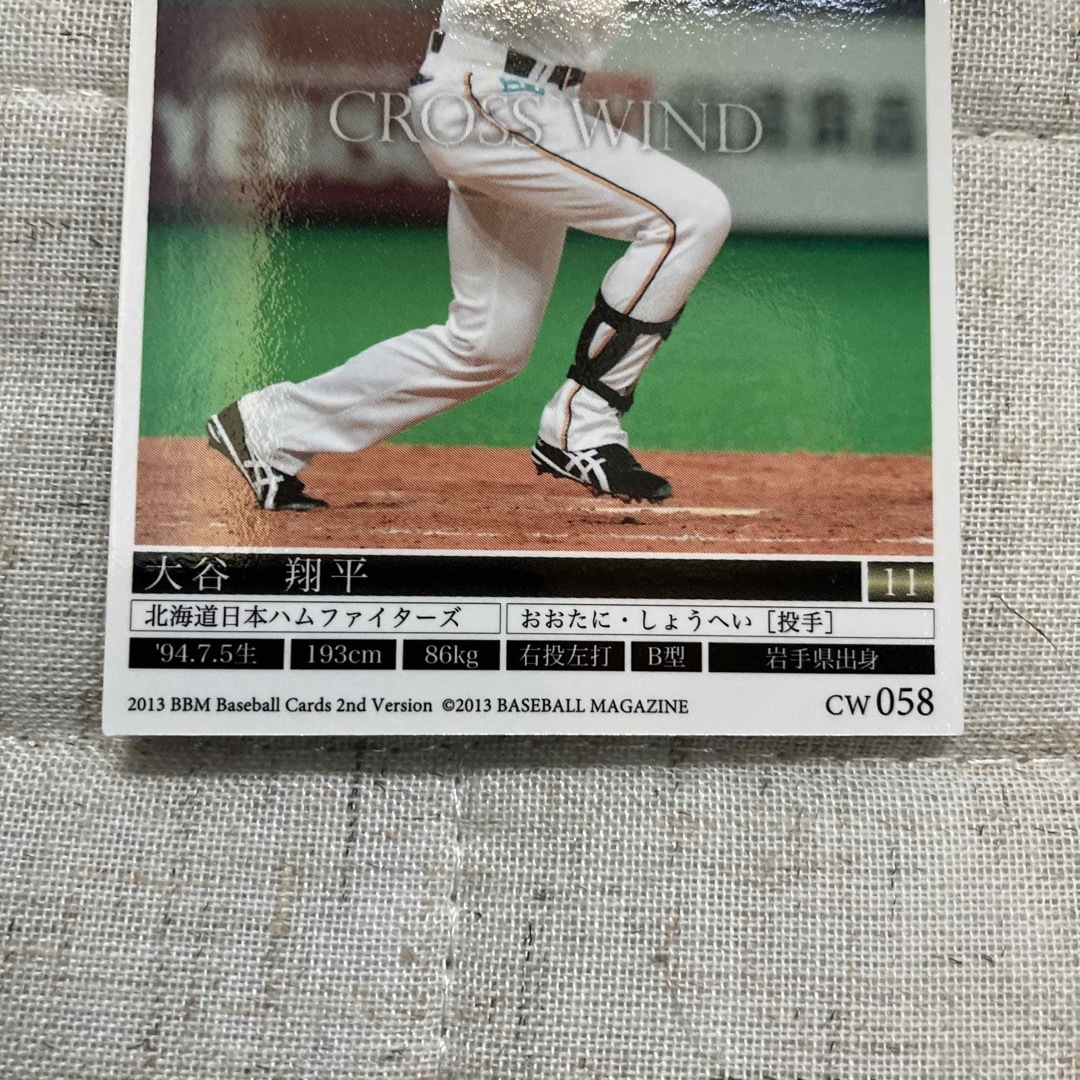 CROSS WIND
大谷　翔平 11
北海道日本ハムファイターズ おおたに・しょうへい［投手］
'94.7.5生 193cm 86kg 右投左打 B型 岩手県出身
2013 BBM Baseball Cards 2nd Version ©2013 BASEBALL MAGAZINE CW058